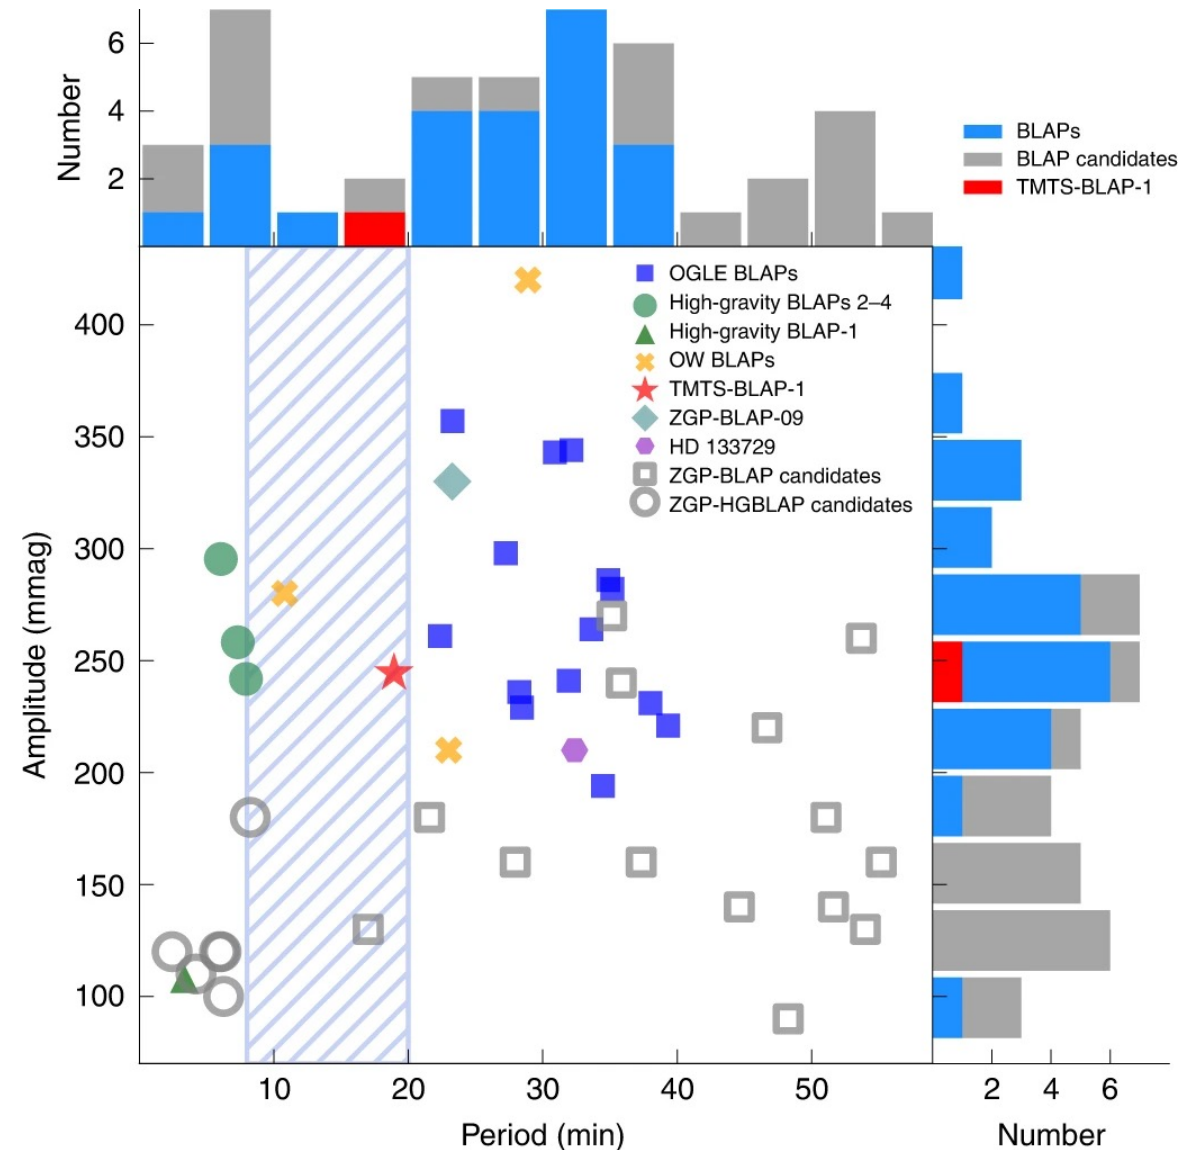 6
4
2
Number
BLAPs
BLAP candidates
TMTS-BLAP-1
OGLE BLAPs
High-gravity BLAPs 2–4
High-gravity BLAP-1
OW BLAPs
TMTS-BLAP-1
ZGP-BLAP-09
HD 133729
ZGP-BLAP candidates
ZGP-HGBLAP candidates
400
350
300
250
200
150
100
Amplitude (mmag)
10 20 30 40 50
Period (min)
2 4 6
Number